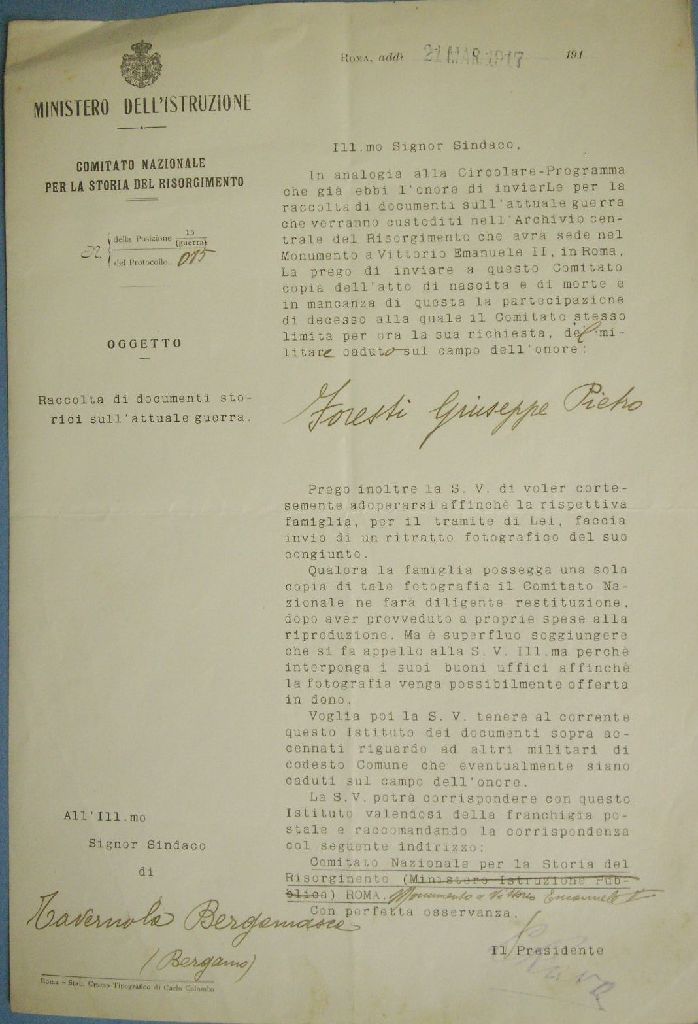 MINISTERO DELL'ISTRUZIONE
COMITATO NAZIONALE
PER LA STORIA DEL RISORGIMENTO
N. della Posizione 15 (guerra)
del Protocollo
OGGETTO
Raccolta di documenti sto-
rici sull'attuale guerra.
ROMA, addì 21 MAR 1917 191
Ill.mo Signor Sindaco,
In analogia alla Circolare-Programma
che già ebbi l'onore di inviarLe per la
raccolta di documenti sull'attuale guerra
che verranno custoditi nell'Archivio cen-
trale del Risorgimento che avrà sede nel
Monumento a Vittorio Emanuele II, in Roma,
La prego di inviare a questo Comitato
copia dell'atto di nascita e di morte e
in mancanza di questa la partecipazione
di decesso alla quale il Comitato stesso
limita per ora la sua richiesta, del mi-
litare caduto sul campo dell'onore:
Foresti Giuseppe Pietro
Prego inoltre la S. V. di voler corte-
semente adoperarsi affinchè la rispettiva
famiglia, per il tramite di Lei, faccia
invio di un ritratto fotografico del suo
congiunto.
Qualora la famiglia possegga una sola
copia di tale fotografia il Comitato Na-
zionale ne farà diligente restituzione,
dopo aver provveduto a proprie spese alla
riproduzione. Ma è superfluo soggiungere
che si fa appello alla S. V. Ill.ma perchè
interponga i suoi buoni uffici affinchè
la fotografia venga possibilmente offerta
in dono.
Voglia poi la S. V. tenere al corrente
questo Istituto dei documenti sopra ac-
cennati riguardo ad altri militari di
codesto Comune che eventualmente siano
caduti sul campo dell'onore.
La S.V. potrà corrispondere con questo
Istituto valendosi della franchigia po-
stale e raccomandando la corrispondenza
col seguente indirizzo:
Comitato Nazionale per la Storia del
Risorgimento (Ministero Istruzione Pub-
blica) ROMA. Monumento a Vittorio Emanuele II
Con perfetta osservanza.
Il Presidente
All'Ill.mo
Signor Sindaco
di
Tavernola Bergamasca
(Bergamo)
Roma - Stab. Cromo Tipografico di Carlo Colombo